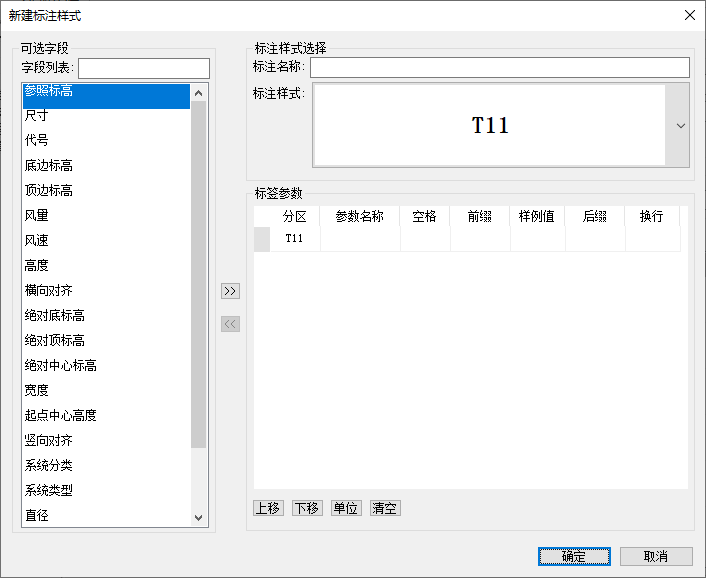 新建标注样式
可选字段
字段列表:
参照标高
尺寸
代号
底边标高
顶边标高
风量
风速
高度
横向对齐
绝对底标高
绝对顶标高
绝对中心标高
宽度
起点中心高度
竖向对齐
系统分类
系统类型
直径
>>
<<
标注样式选择
标注名称:
标注样式:
T11
标签参数
分区 参数名称 空格 前缀 样例值 后缀 换行
T11
上移 下移 单位 清空
确定 取消